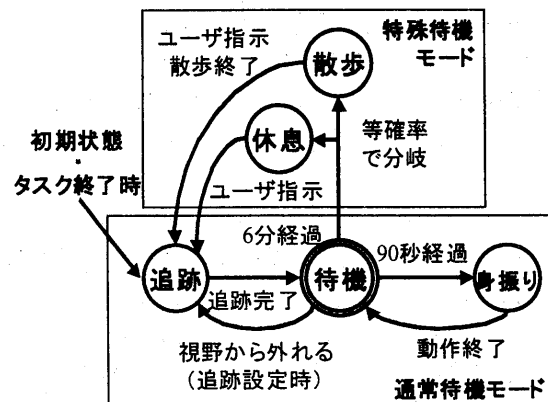 特殊待機
モード
ユーザ指示
散歩終了
散歩
休息
等確率
で分岐
初期状態
・
タスク終了時
ユーザ指示
6分経過
追跡
追跡完了
待機
90秒経過
身振り
視野から外れる
（追跡設定時）
動作終了
通常待機モード